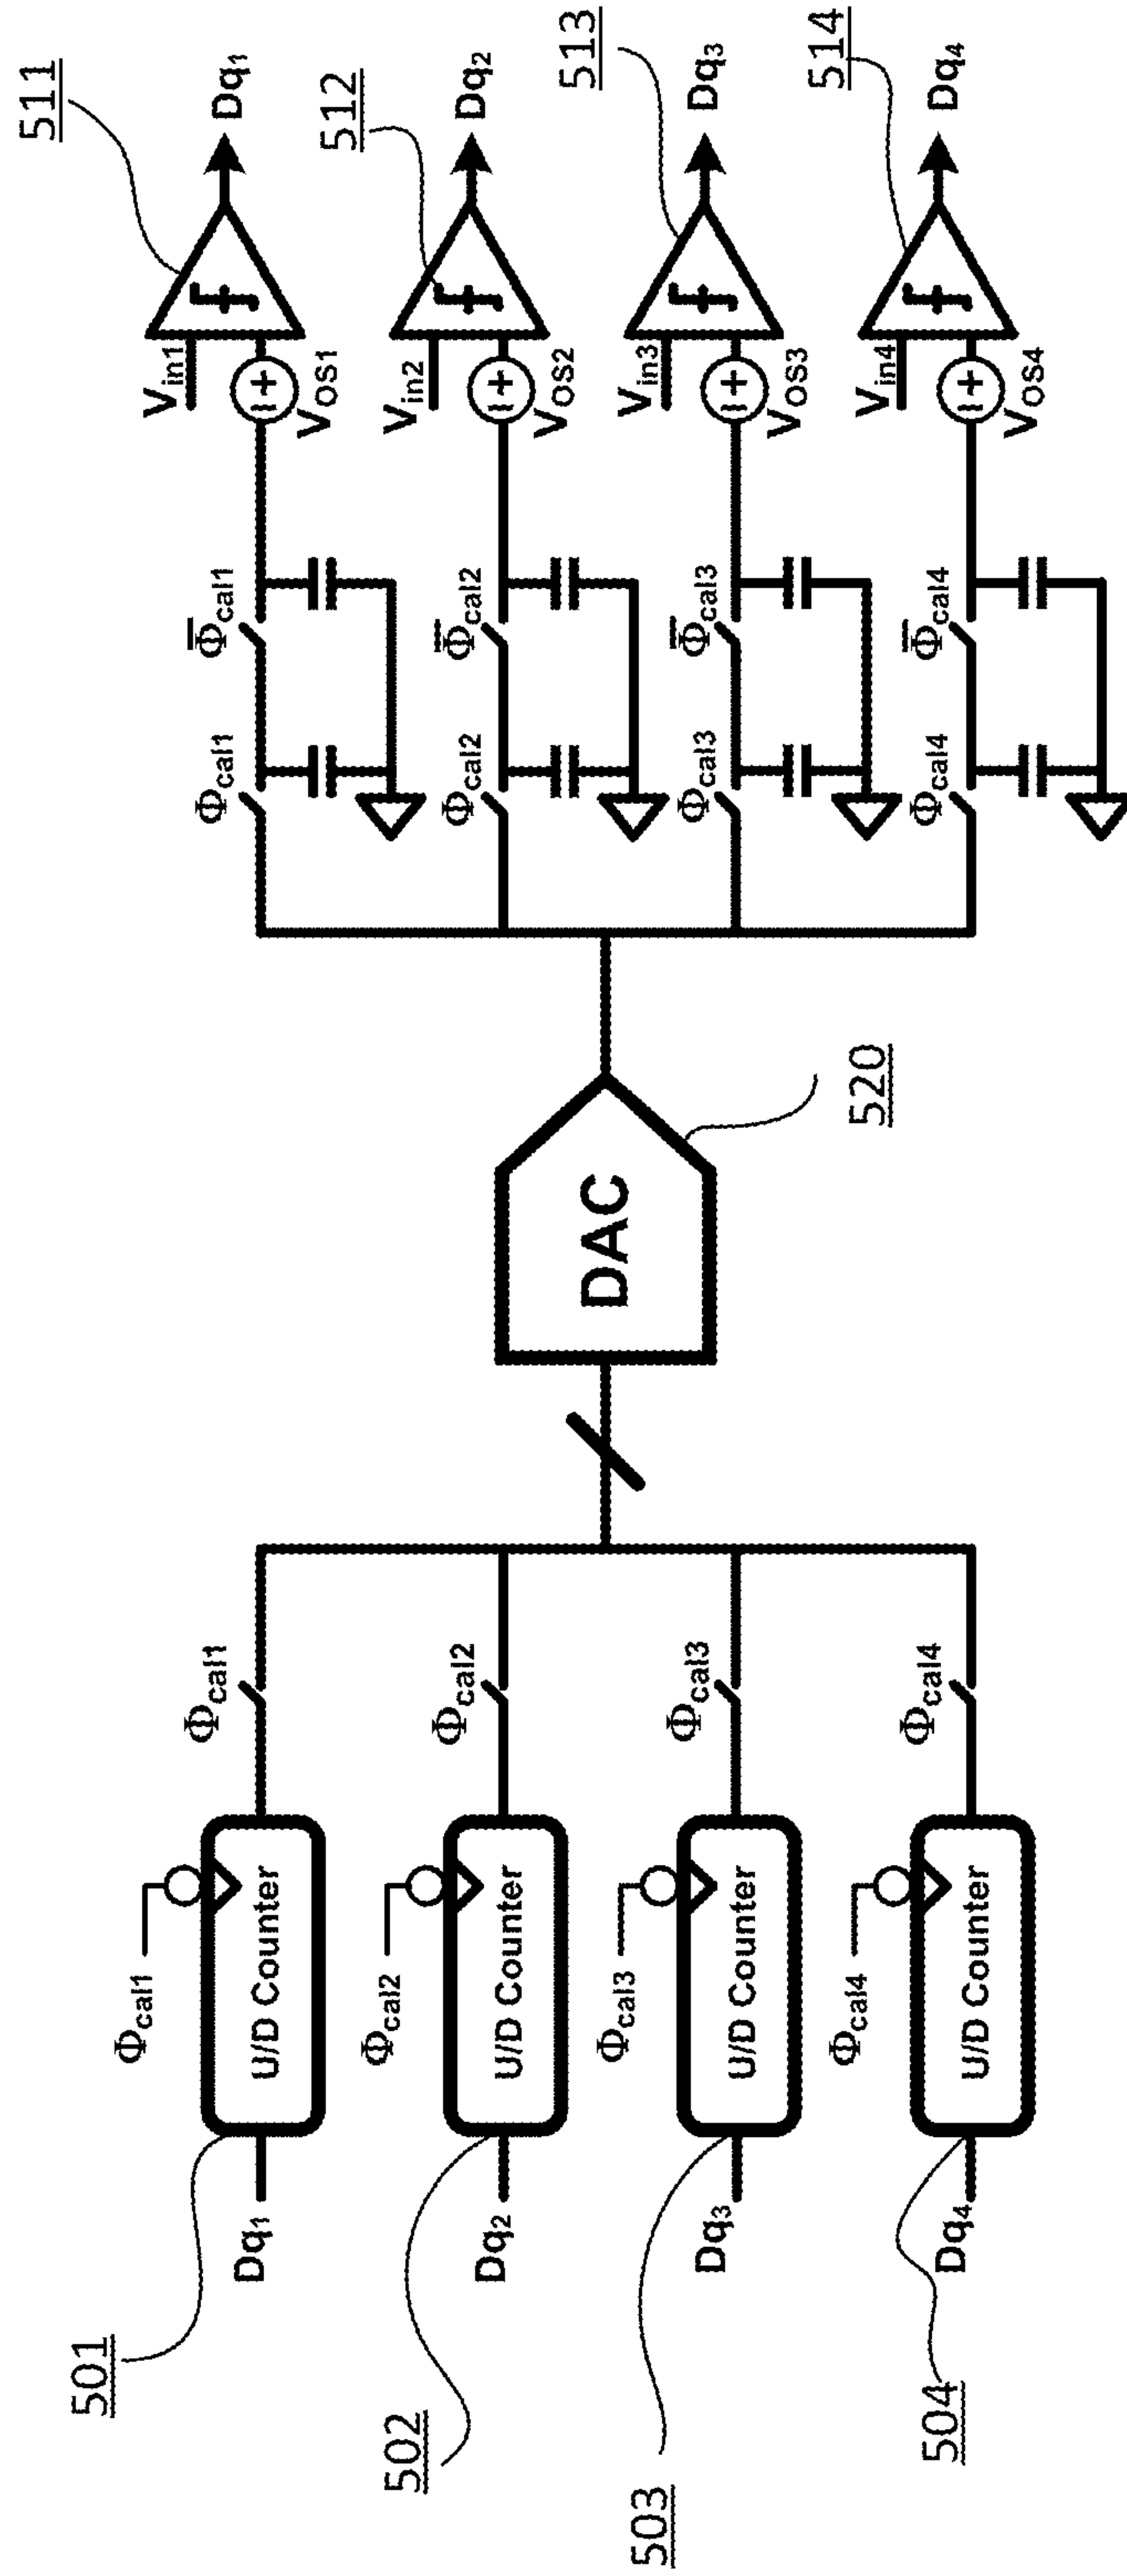 501
Dq1
Φcal1
U/D Counter
Φcal1
502
Dq2
Φcal2
U/D Counter
Φcal2
503
Dq3
Φcal3
U/D Counter
Φcal3
504
Dq4
Φcal4
U/D Counter
Φcal4
DAC
520
Φcal1
Φ̅cal1
Vin1
VOS1
511
Dq1
Φcal2
Φ̅cal2
Vin2
VOS2
512
Dq2
Φcal3
Φ̅cal3
Vin3
VOS3
513
Dq3
Φcal4
Φ̅cal4
Vin4
VOS4
514
Dq4